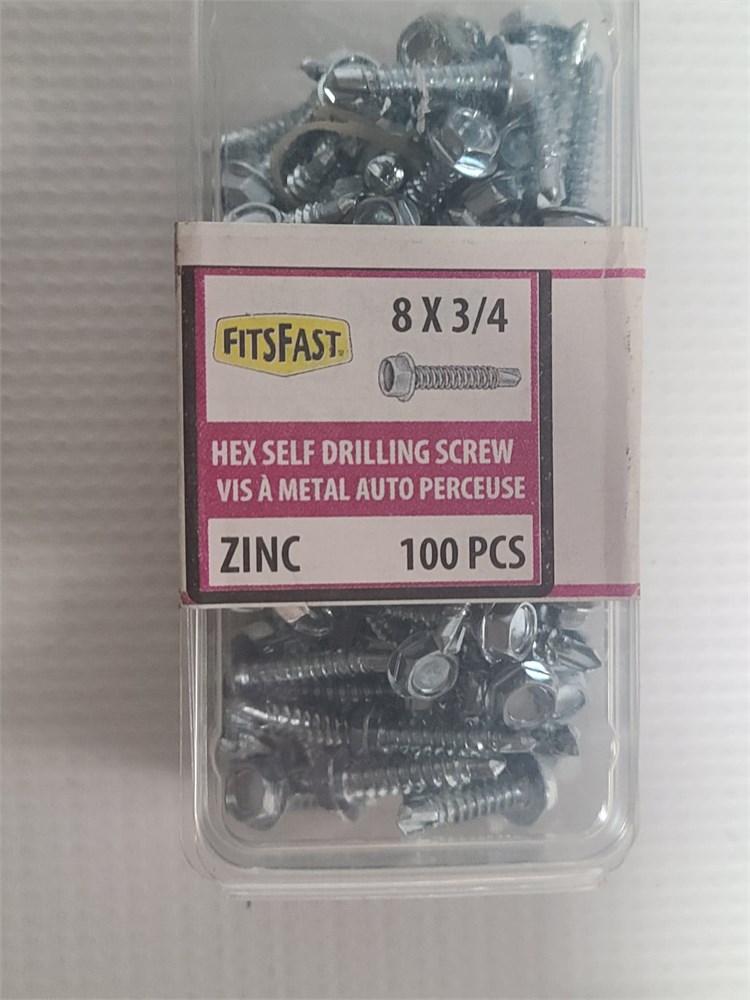 8 X 3/4
FITSFAST
HEX SELF DRILLING SCREW
VIS À METAL AUTO PERCEUSE
ZINC 100 PCS